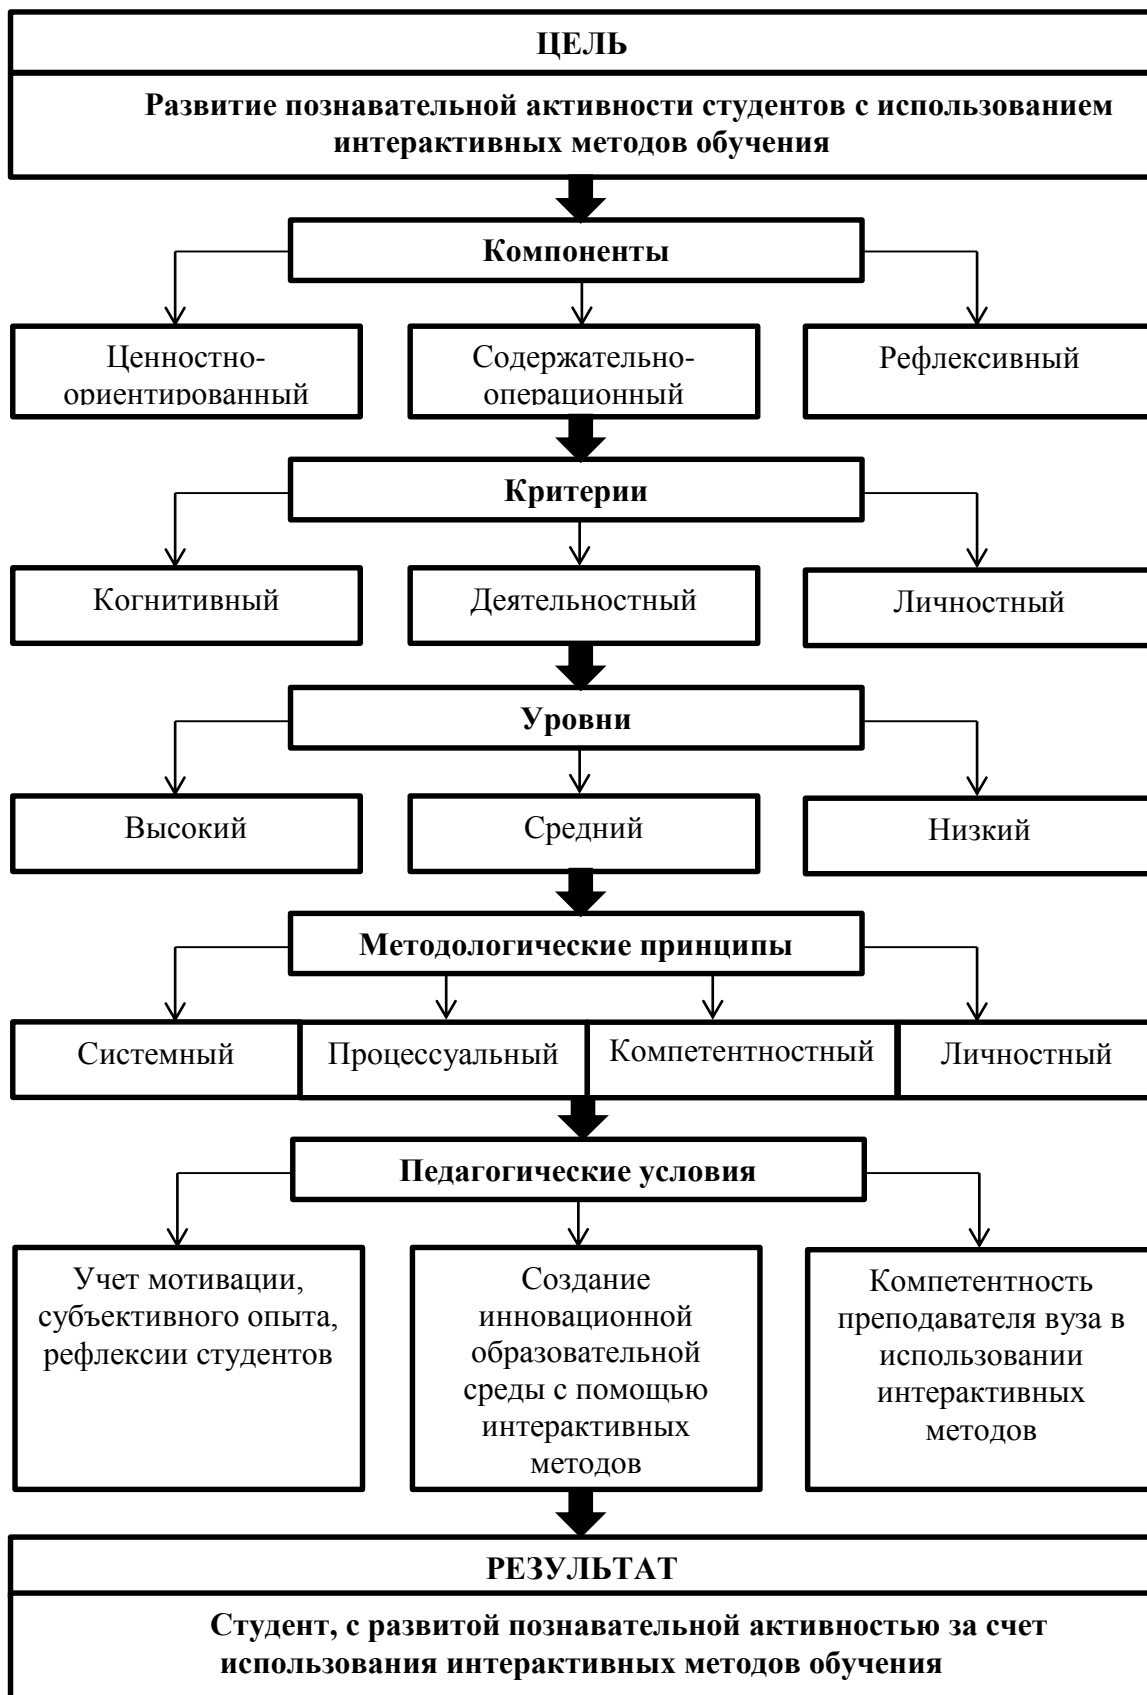 ЦЕЛЬ
Развитие познавательной активности студентов с использованием
интерактивных методов обучения
Компоненты
Ценностно-
ориентированный
Содержательно-
операционный
Рефлексивный
Критерии
Когнитивный
Деятельностный
Личностный
Уровни
Высокий
Средний
Низкий
Методологические принципы
Системный
Процессуальный
Компетентностный
Личностный
Педагогические условия
Учет мотивации,
субъективного опыта,
рефлексии студентов
Создание
инновационной
образовательной
среды с помощью
интерактивных
методов
Компетентность
преподавателя вуза в
использовании
интерактивных
методов
РЕЗУЛЬТАТ
Студент, с развитой познавательной активностью за счет
использования интерактивных методов обучения